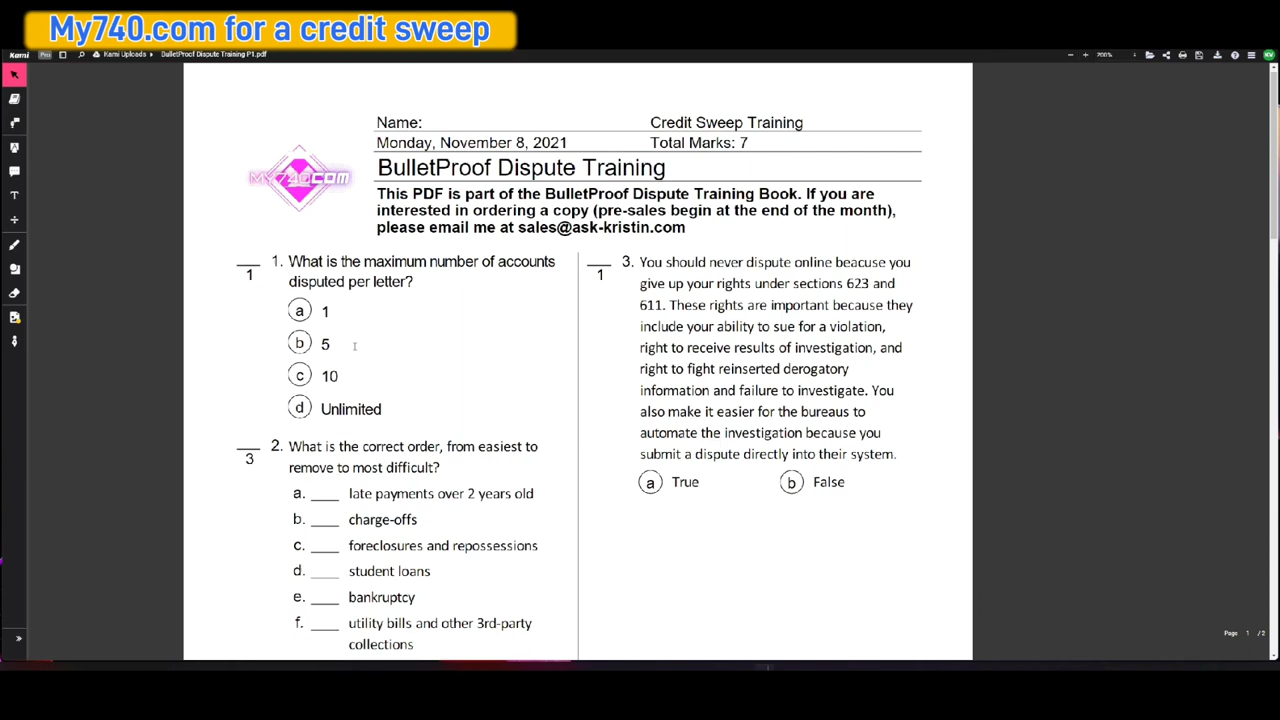 My740.com for a credit sweep
Kami Pro Kami Uploads BulletProof Dispute Training P1.pdf 200% KV
Name: Credit Sweep Training
Monday, November 8, 2021 Total Marks: 7
MY740.COM
BulletProof Dispute Training
This PDF is part of the BulletProof Dispute Training Book. If you are
interested in ordering a copy (pre-sales begin at the end of the month),
please email me at sales@ask-kristin.com
1 1. What is the maximum number of accounts
disputed per letter?
a 1
b 5
c 10
d Unlimited
3 2. What is the correct order, from easiest to
remove to most difficult?
a. ____ late payments over 2 years old
b. ____ charge-offs
c. ____ foreclosures and repossessions
d. ____ student loans
e. ____ bankruptcy
f. ____ utility bills and other 3rd-party
collections
1 3. You should never dispute online beacuse you
give up your rights under sections 623 and
611. These rights are important because they
include your ability to sue for a violation,
right to receive results of investigation, and
right to fight reinserted derogatory
information and failure to investigate. You
also make it easier for the bureaus to
automate the investigation because you
submit a dispute directly into their system.
a True b False
Page 1 / 2